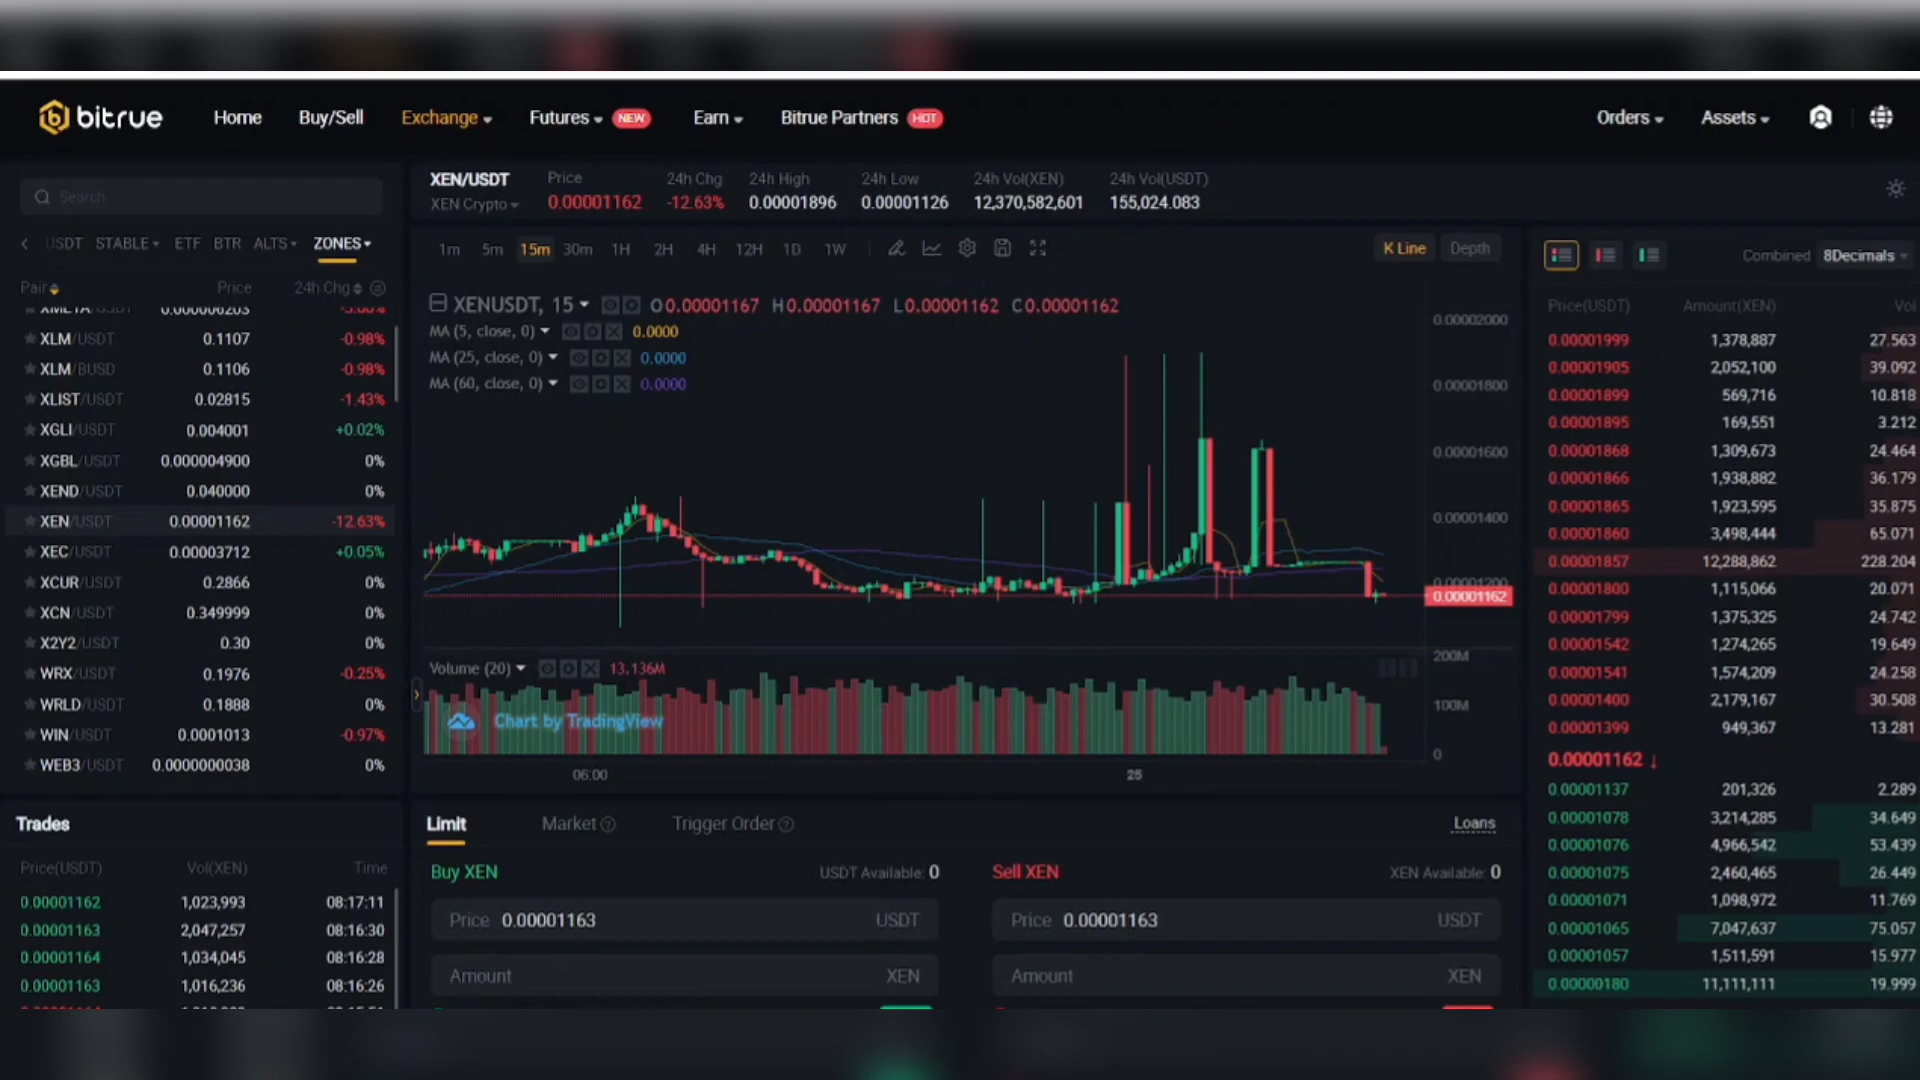 bitrue Home Buy/Sell Exchange Futures NEW Earn Bitrue Partners HOT Orders Assets
Search
USDT STABLE ETF BTR ALTS ZONES
Pair Price 24h Chg
XMETA/USDT 0.000006203 -3.60%
XLM/USDT 0.1107 -0.98%
XLM/BUSD 0.1106 -0.98%
XLIST/USDT 0.02815 -1.43%
XGLI/USDT 0.004001 +0.02%
XGBL/USDT 0.000004900 0%
XEND/USDT 0.040000 0%
XEN/USDT 0.00001162 -12.63%
XEC/USDT 0.00003712 +0.05%
XCUR/USDT 0.2866 0%
XCN/USDT 0.349999 0%
X2Y2/USDT 0.30 0%
WRX/USDT 0.1976 -0.25%
WRLD/USDT 0.1888 0%
WIN/USDT 0.0001013 -0.97%
WEB3/USDT 0.0000000038 0%
Trades
Price(USDT) Vol(XEN) Time
0.00001162 1,023,993 08:17:11
0.00001163 2,047,257 08:16:30
0.00001164 1,034,045 08:16:28
0.00001163 1,016,236 08:16:26
XEN/USDT Price 24h Chg 24h High 24h Low 24h Vol(XEN) 24h Vol(USDT)
XEN Crypto 0.00001162 -12.63% 0.00001896 0.00001126 12,370,582,601 155,024.083
1m 5m 15m 30m 1H 2H 4H 12H 1D 1W K Line Depth
XENUSDT, 15 O0.00001167 H0.00001167 L0.00001162 C0.00001162
MA (5, close, 0) 0.0000
MA (25, close, 0) 0.0000
MA (60, close, 0) 0.0000
0.00002000
0.00001800
0.00001600
0.00001400
0.00001200
0.00001162
Volume (20) 13.136M
200M
100M
0
Chart by TradingView
06:00 25
Limit Market Trigger Order Loans
Buy XEN USDT Available: 0
Price 0.00001163 USDT
Amount XEN
Sell XEN XEN Available: 0
Price 0.00001163 USDT
Amount XEN
Combined 8Decimals
Price(USDT) Amount(XEN) Vol
0.00001999 1,378,887 27.563
0.00001905 2,052,100 39.092
0.00001899 569,716 10.818
0.00001895 169,551 3.212
0.00001868 1,309,673 24.464
0.00001866 1,938,882 36.179
0.00001865 1,923,595 35.875
0.00001860 3,498,444 65.071
0.00001857 12,288,862 228.204
0.00001800 1,115,066 20.071
0.00001799 1,375,325 24.742
0.00001542 1,274,265 19.649
0.00001541 1,574,209 24.258
0.00001400 2,179,167 30.508
0.00001399 949,367 13.281
0.00001162 ↓
0.00001137 201,326 2.289
0.00001078 3,214,285 34.649
0.00001076 4,966,542 53.439
0.00001075 2,460,465 26.449
0.00001071 1,098,972 11.769
0.00001065 7,047,637 75.057
0.00001057 1,511,591 15.977
0.00000180 11,111,111 19.999